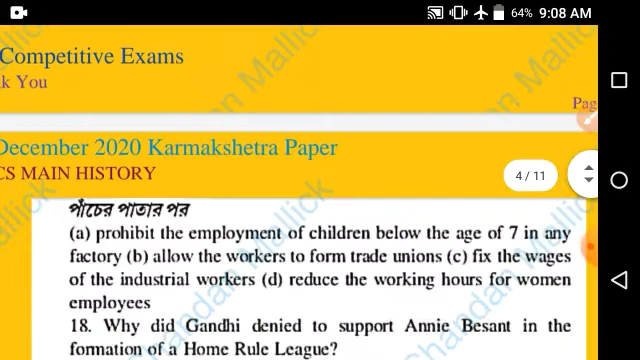 64% 9:08 AM
Competitive Exams
k You
Pag
December 2020 Karmakshetra Paper
CS MAIN HISTORY
4 / 11
পাঁচের পাতার পর
(a) prohibit the employment of children below the age of 7 in any
factory (b) allow the workers to form trade unions (c) fix the wages
of the industrial workers (d) reduce the working hours for women
employees
18. Why did Gandhi denied to support Annie Besant in the
formation of a Home Rule League?
Chandan Mallick